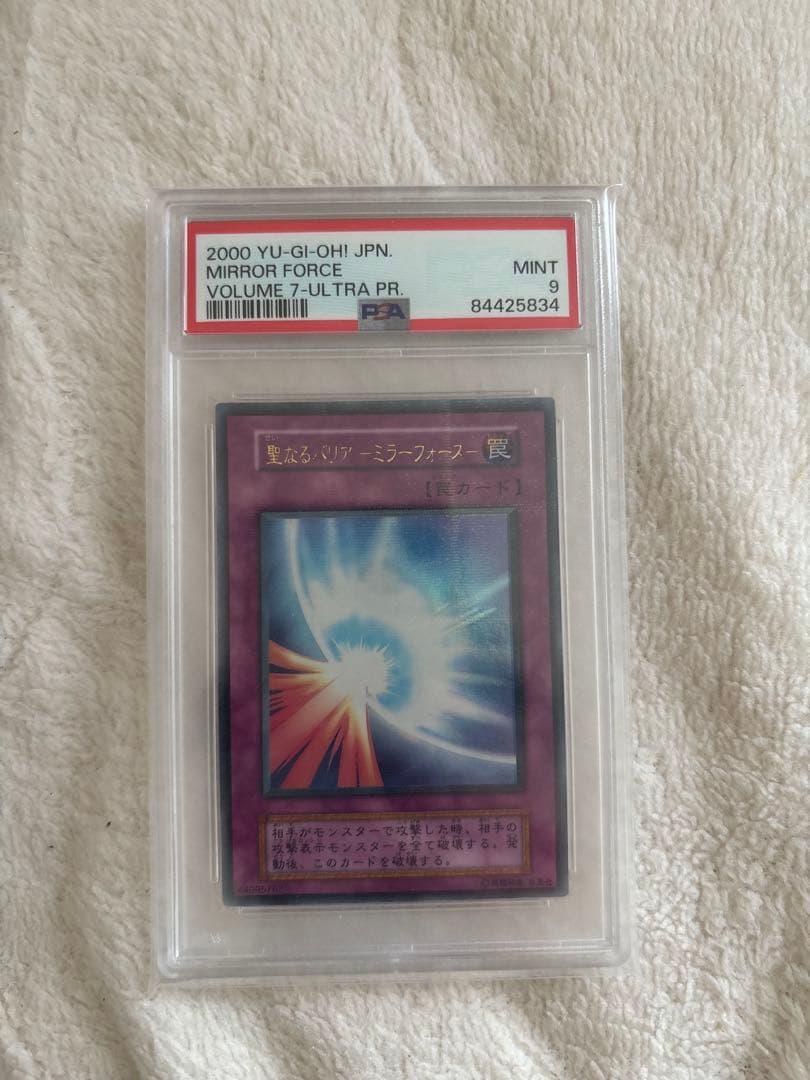 2000 YU-GI-OH! JPN.
MIRROR FORCE MINT
VOLUME 7-ULTRA PR. 9
PSA 84425834
聖なるバリア －ミラーフォース－ 罠
【罠カード】
相手がモンスターで攻撃した時、相手の
攻撃表示モンスターを全て破壊する。発
動後、このカードを破壊する。